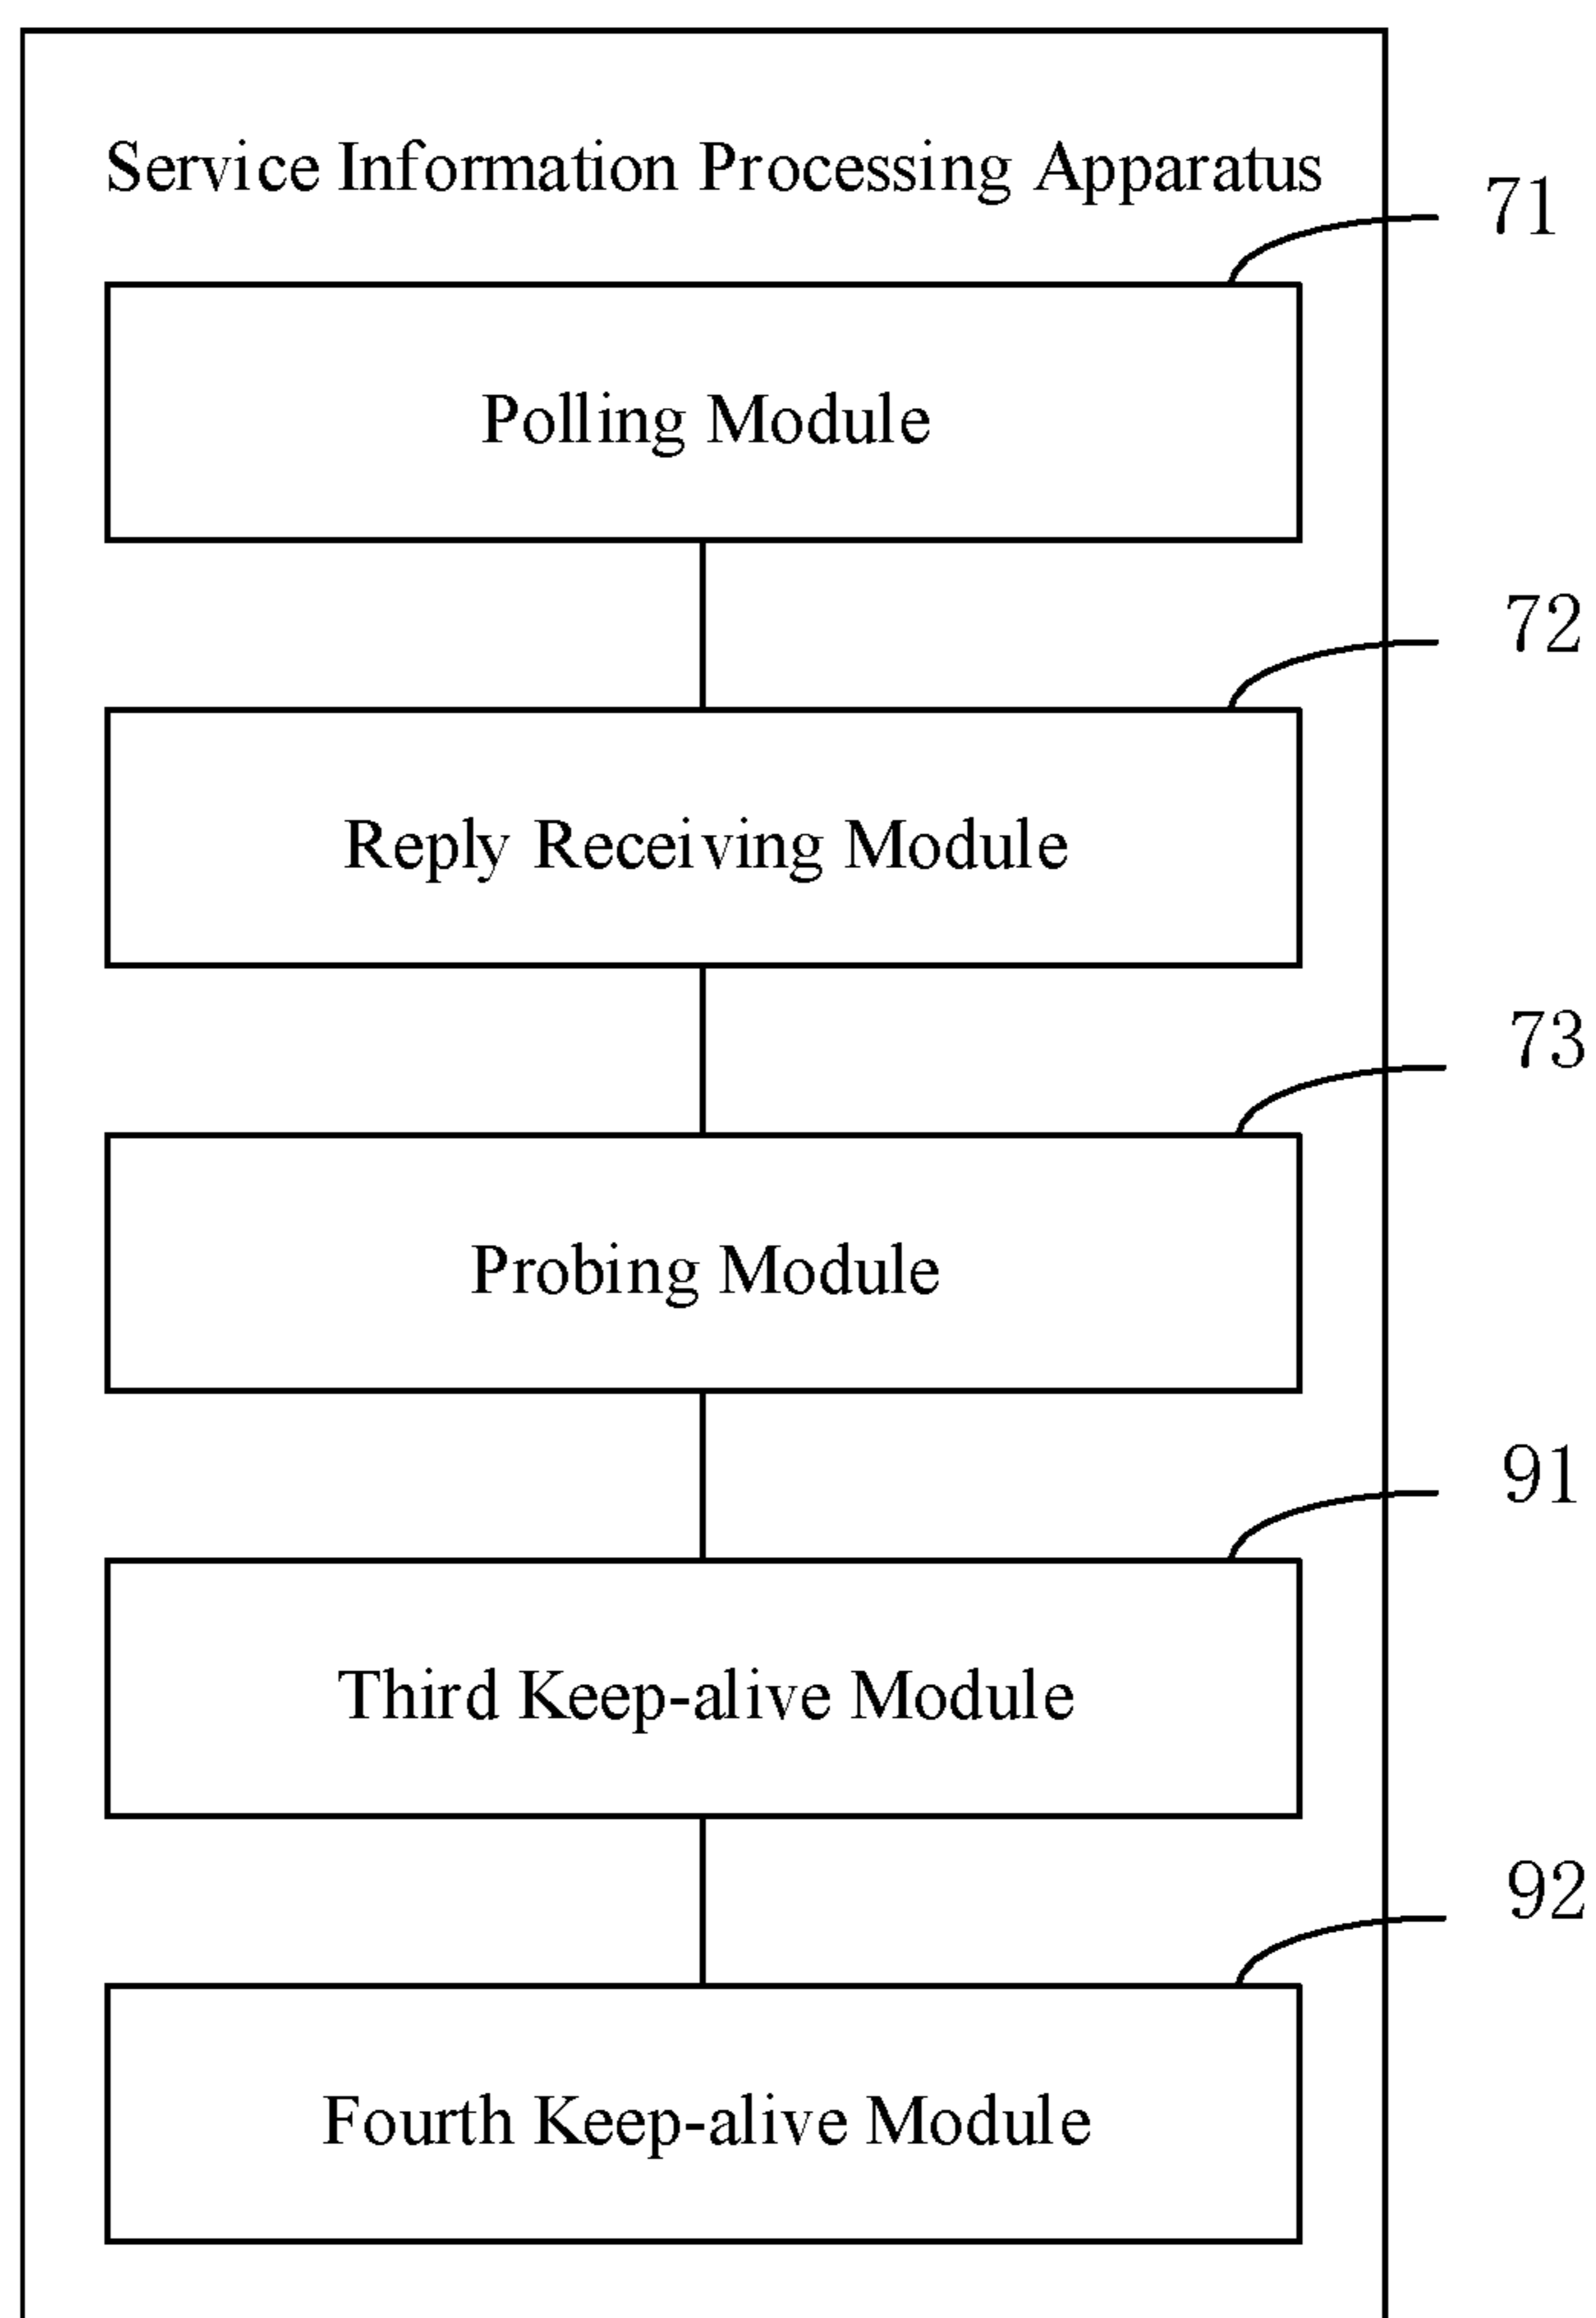 Service Information Processing Apparatus
71
Polling Module
72
Reply Receiving Module
73
Probing Module
91
Third Keep-alive Module
92
Fourth Keep-alive Module